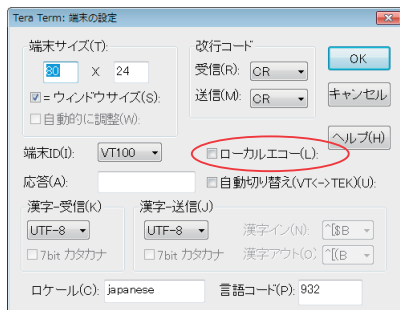 Tera Term: 端末の設定
端末サイズ(T):
80 X 24
= ウィンドウサイズ(S):
自動的に調整(W):
改行コード
受信(R): CR
送信(M): CR
OK
キャンセル
ヘルプ(H)
端末ID(I): VT100
ローカルエコー(L):
応答(A):
自動切り替え(VT<->TEK)(U):
漢字-受信(K)
UTF-8
7bit カタカナ
漢字-送信(J)
UTF-8
7bit カタカナ
漢字イン(N): ^[$B
漢字アウト(O) ^[(B
ロケール(C): japanese
言語コード(P): 932